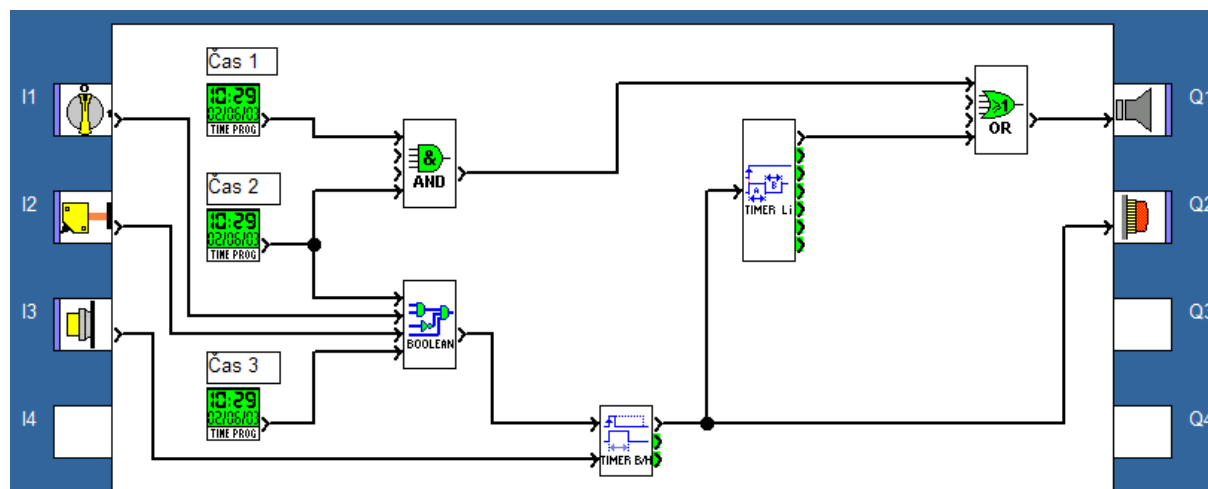 Čas 1
I1
10:29
02/06/03
TIME PROG
Q1
≥1
OR
&
AND
TIMER Li
Čas 2
I2
10:29
02/06/03
TIME PROG
Q2
I3
BOOLEAN
Q3
Čas 3
10:29
02/06/03
TIME PROG
I4
TIMER B/H
Q4